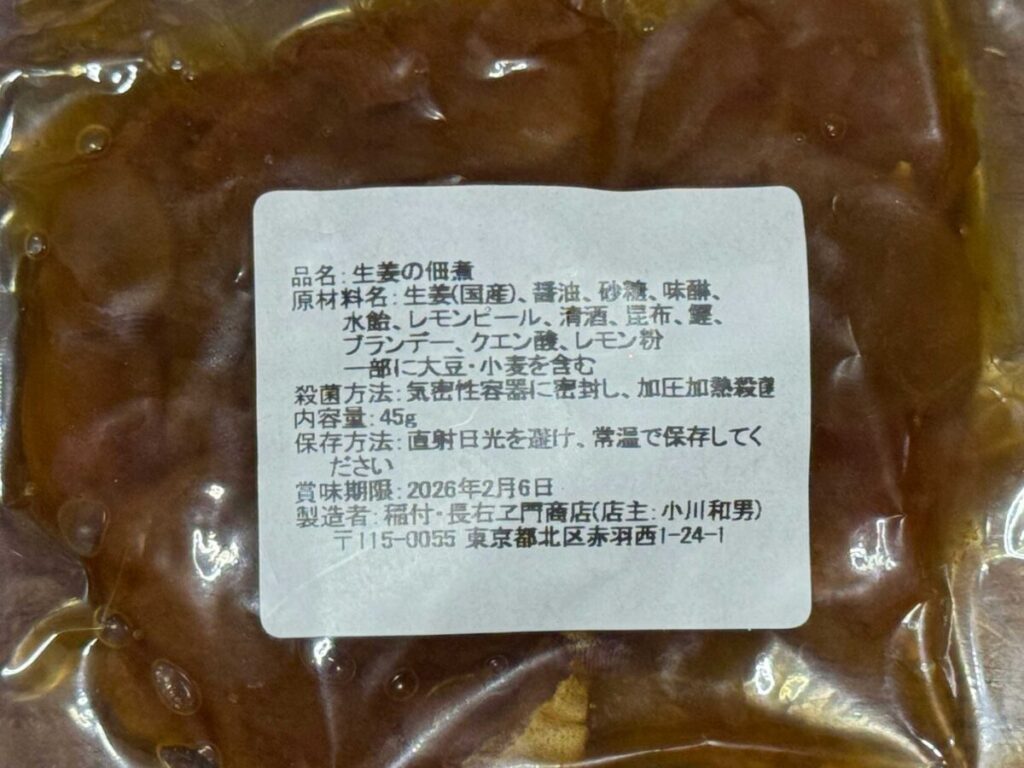 品名：生姜の佃煮
原材料名：生姜(国産)、醤油、砂糖、味醂、
水飴、レモンピール、清酒、昆布、鰹、
ブランデー、クエン酸、レモン粉
一部に大豆・小麦を含む
殺菌方法：気密性容器に密封し、加圧加熱殺菌
内容量：45g
保存方法：直射日光を避け、常温で保存してく
ださい
賞味期限：2026年2月6日
製造者：稲付・長右ヱ門商店(店主：小川和男)
〒115-0055 東京都北区赤羽西1-24-1